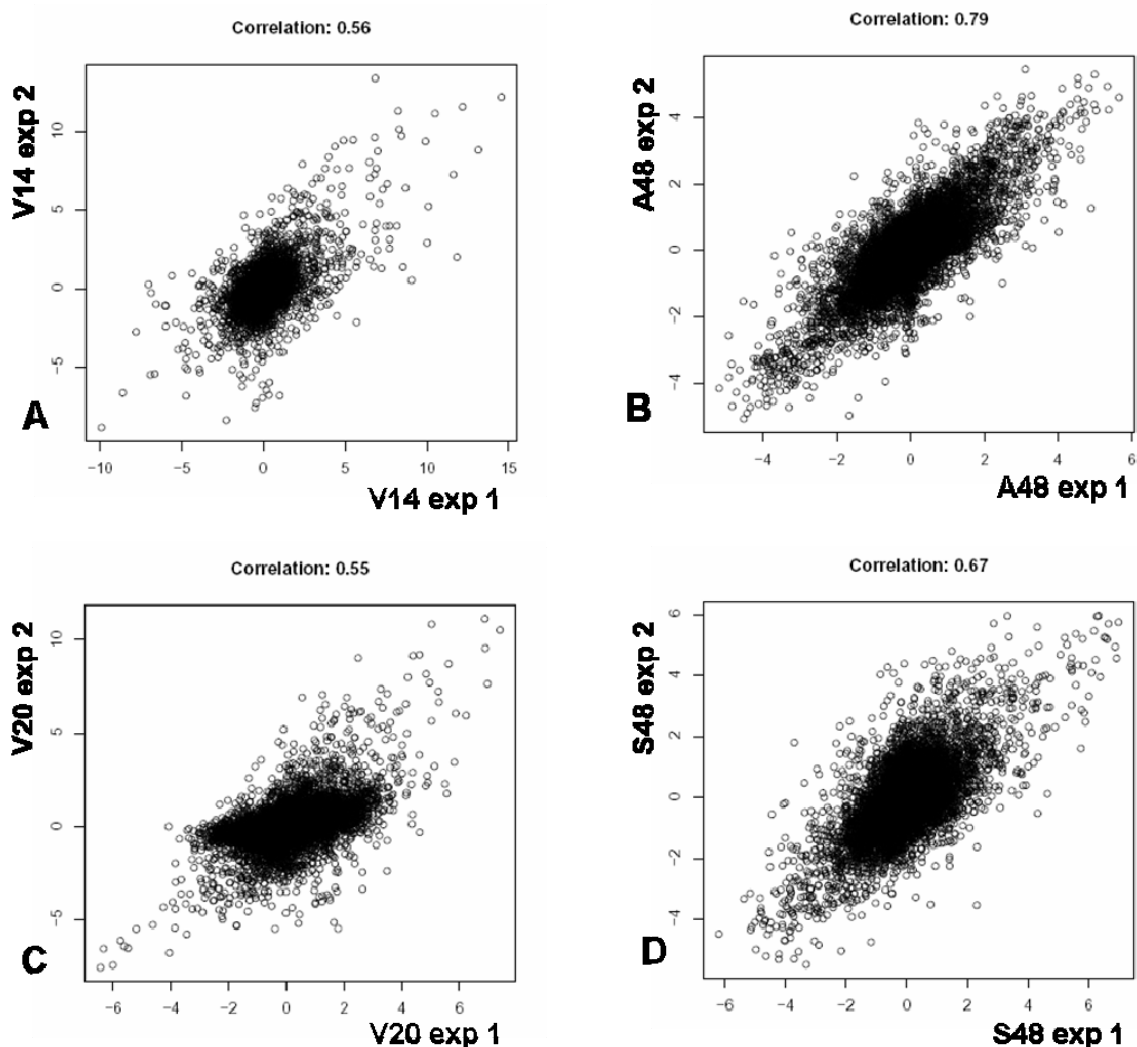 Correlation: 0.56
V14 exp 2
10
5
0
−5
−10 −5 0 5 10 15
A
V14 exp 1
Correlation: 0.79
A48 exp 2
4
2
0
−2
−4
−4 −2 0 2 4 6
B
A48 exp 1
Correlation: 0.55
V20 exp 2
10
5
0
−5
−6 −4 −2 0 2 4 6
C
V20 exp 1
Correlation: 0.67
S48 exp 2
6
4
2
0
−2
−4
−6 −4 −2 0 2 4 6
D
S48 exp 1